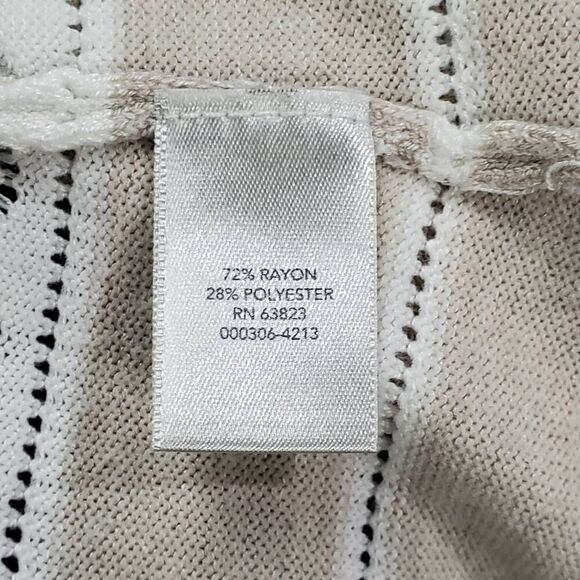 72% RAYON
28% POLYESTER
RN 63823
000306-4213